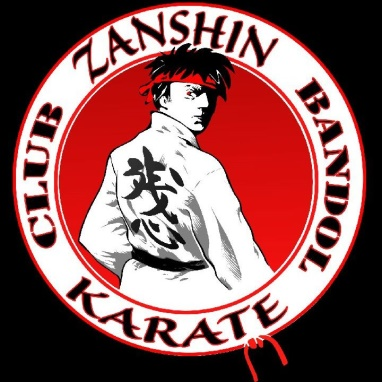 CLUB ZANSHIN BANDOL
KARATE
残
心